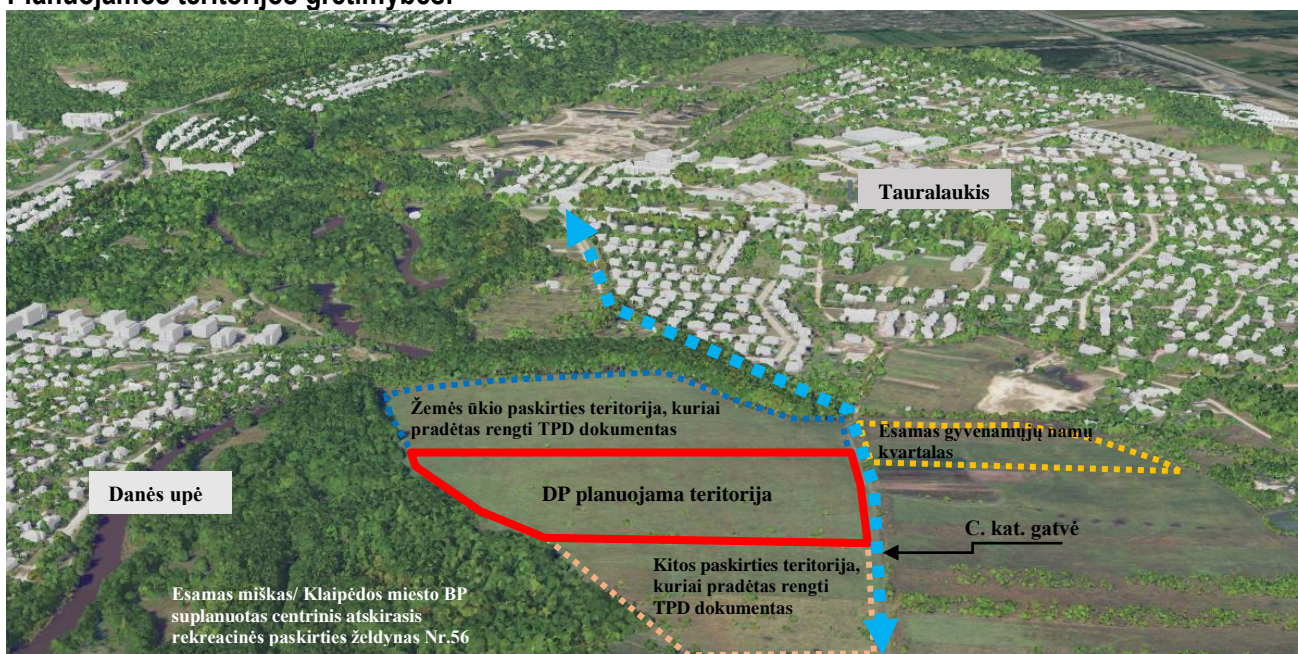 Planuojamos teritorijos gretimybės:
Tauralaukis
Žemės ūkio paskirties teritorija, kuriai
pradėtas rengti TPD dokumentas
Esamas gyvenamųjų namų
kvartalas
Danės upė
DP planuojama teritorija
C. kat. gatvė
Kitos paskirties teritorija,
kuriai pradėtas rengti
TPD dokumentas
Esamas miškas/ Klaipėdos miesto BP
suplanuotas centrinis atskirasis
rekreacinės paskirties želdynas Nr.56